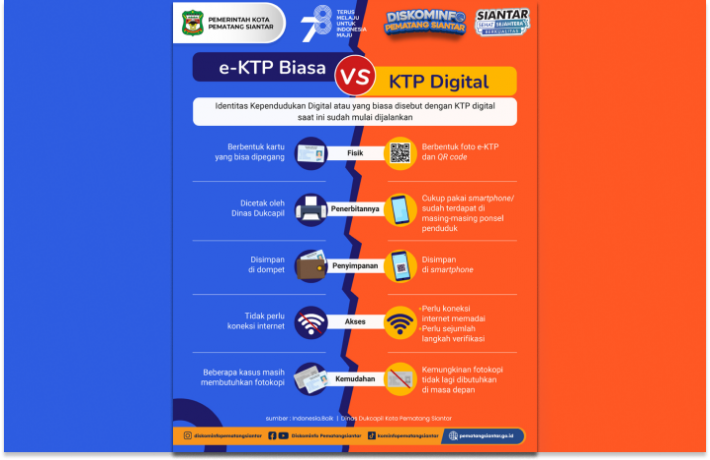 PEMERINTAH KOTA
PEMATANG SIANTAR
78
TERUS
MELAJU
UNTUK
INDONESIA
MAJU
DISKOMINFO
PEMATANG SIANTAR
SIANTAR
SEHAT SEJAHTERA
BERKUALITAS
e-KTP Biasa
VS
KTP Digital
Identitas Kependudukan Digital atau yang biasa disebut dengan KTP digital
saat ini sudah mulai dijalankan
Berbentuk kartu
yang bisa dipegang
Fisik
Berbentuk foto e-KTP
dan QR code
Dicetak oleh
Dinas Dukcapil
Penerbitannya
Cukup pakai smartphone/
sudah terdapat di
masing-masing ponsel
penduduk
Disimpan
di dompet
Penyimpanan
Disimpan
di smartphone
Tidak perlu
koneksi internet
Akses
-Perlu koneksi
internet memadai
-Perlu sejumlah
langkah verifikasi
Beberapa kasus masih
membutuhkan fotokopi
Kemudahan
Kemungkinan fotokopi
tidak lagi dibutuhkan
di masa depan
sumber : Indonesia.Baik | Dinas Dukcapil Kota Pematang Siantar
diskominfopematangsiantar
Diskominfo Pematangsiantar
kominfopematangsiantar
pematangsiantar.go.id